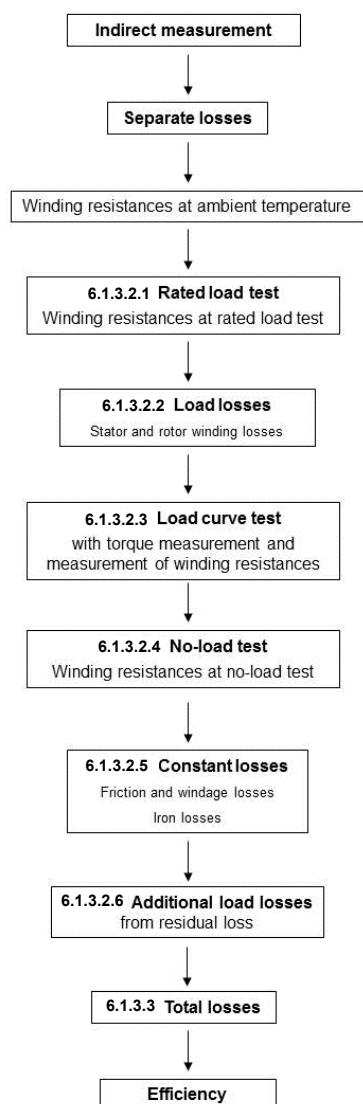 Indirect measurement
Separate losses
Winding resistances at ambient temperature
6.1.3.2.1 Rated load test
Winding resistances at rated load test
6.1.3.2.2 Load losses
Stator and rotor winding losses
6.1.3.2.3 Load curve test
with torque measurement and
measurement of winding resistances
6.1.3.2.4 No-load test
Winding resistances at no-load test
6.1.3.2.5 Constant losses
Friction and windage losses
Iron losses
6.1.3.2.6 Additional load losses
from residual loss
6.1.3.3 Total losses
Efficiency